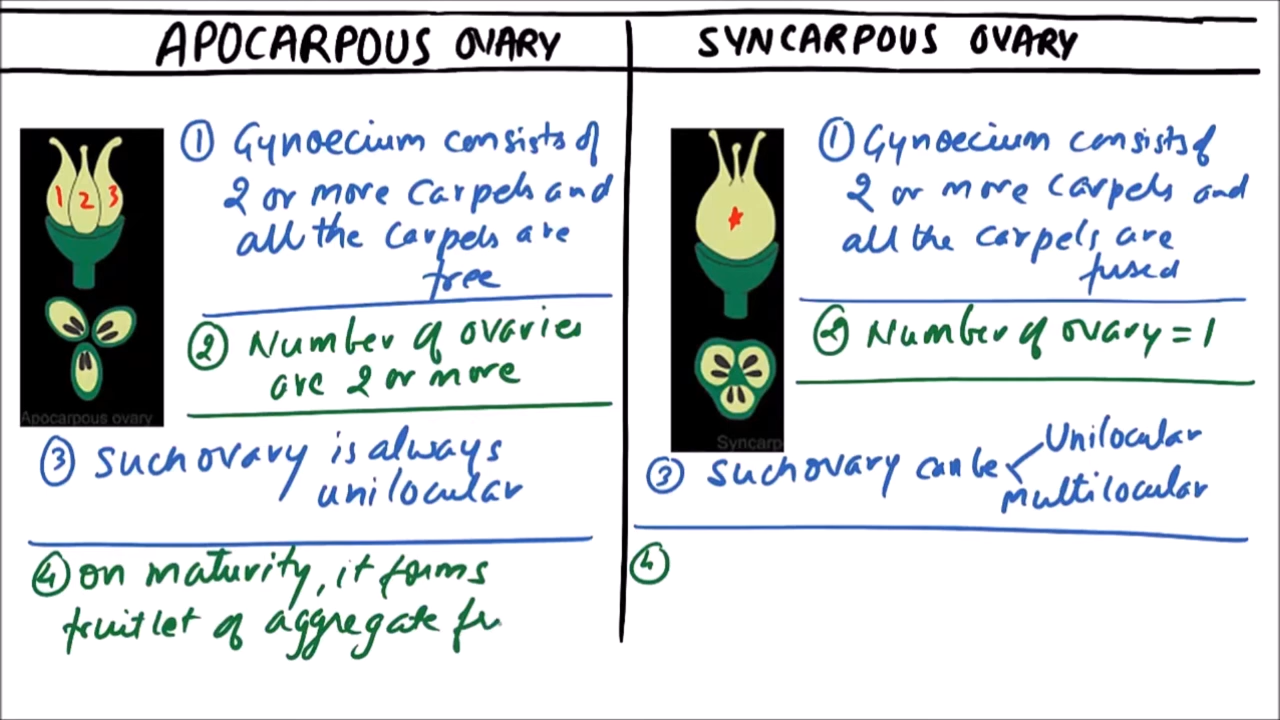 APOCARPOUS OVARY
SYNCARPOUS OVARY
1 2 3
Apocarpous ovary
① Gynoecium consists of
2 or more carpels and
all the carpels are
free
② Number of ovaries
are 2 or more
③ Such ovary is always
unilocular
④ on maturity, it forms
fruitlet of aggregate fr
Syncarp
① Gynoecium consists of
2 or more carpels and
all the carpels are
fused
② Number of ovary = 1
③ Such ovary can be < Unilocular
Multilocular
④